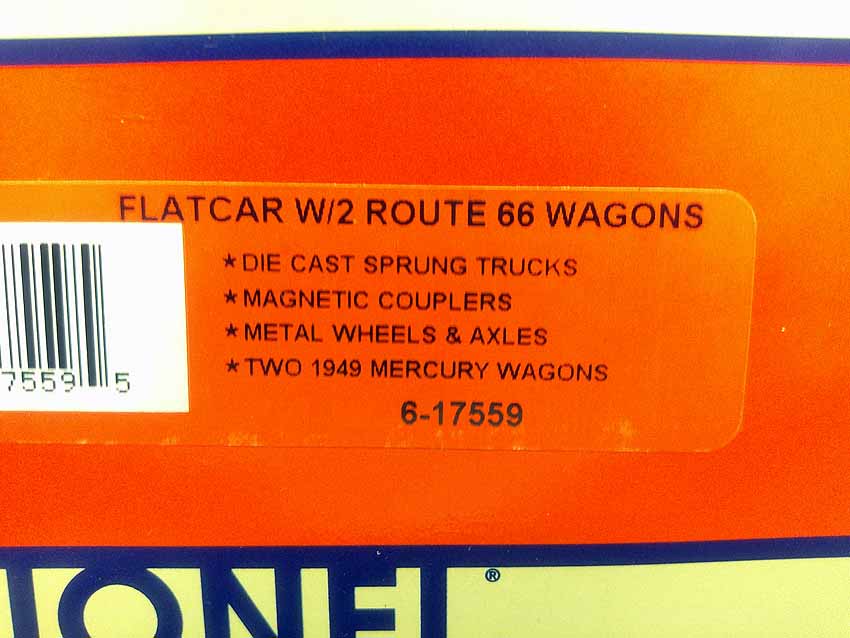 FLATCAR W/2 ROUTE 66 WAGONS
★DIE CAST SPRUNG TRUCKS
★MAGNETIC COUPLERS
★METAL WHEELS & AXLES
★TWO 1949 MERCURY WAGONS
7559 5
6-17559
IONEL®